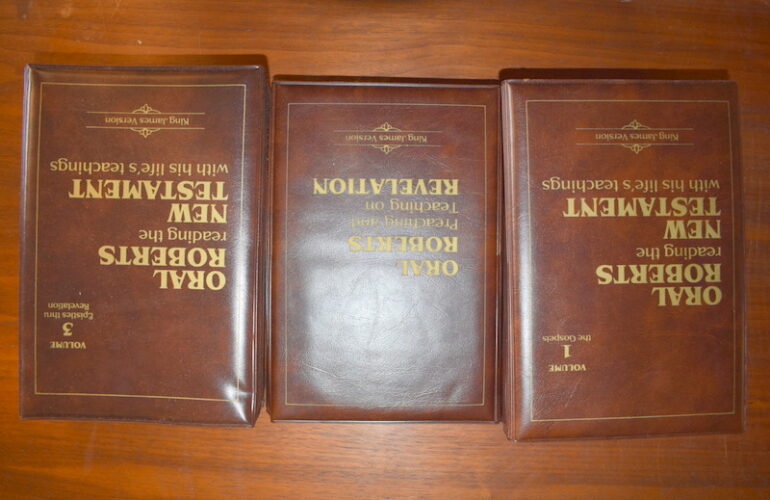 VOLUME
1
the Gospels
ORAL
ROBERTS
reading the
NEW
TESTAMENT
with his life's teachings
King James Version
ORAL
ROBERTS
Preaching and
Teaching on
REVELATION
King James Version
VOLUME
3
Epistles thru
Revelation
ORAL
ROBERTS
reading the
NEW
TESTAMENT
with his life's teachings
King James Version